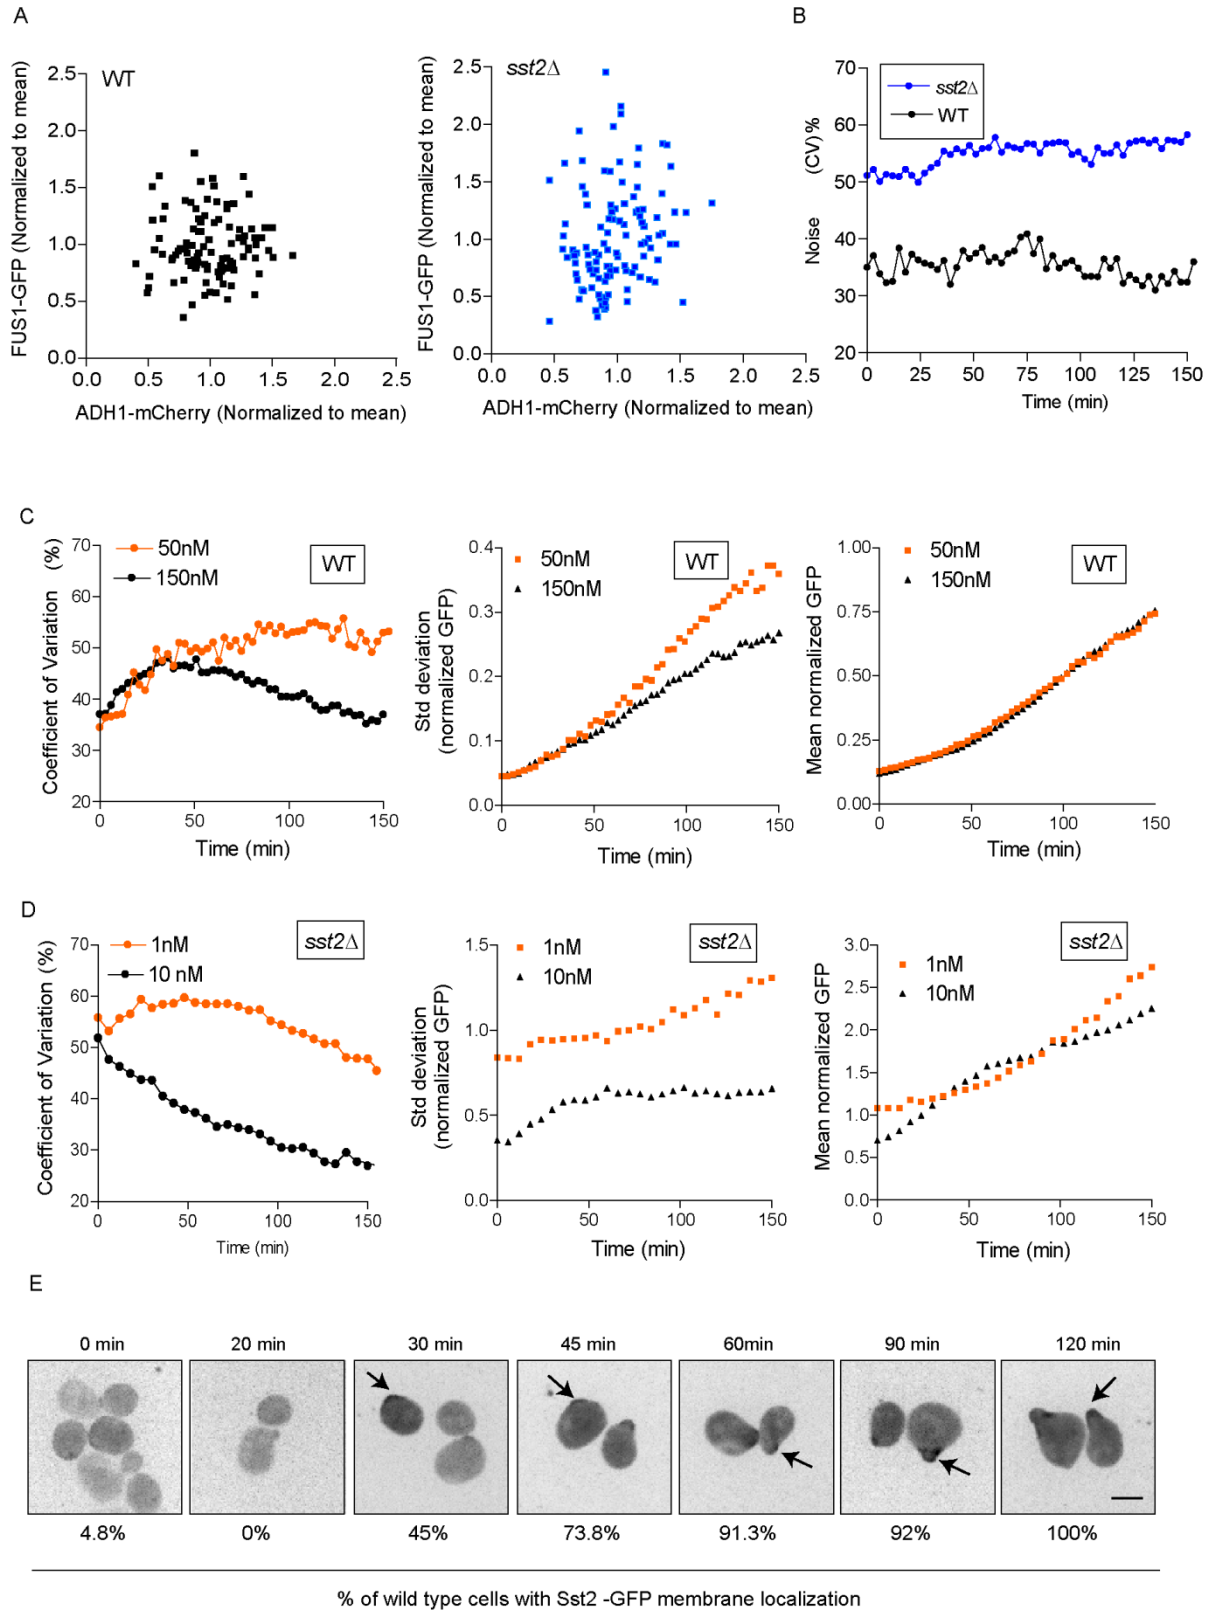 A
WT
FUS1-GFP (Normalized to mean)
2.5
2.0
1.5
1.0
0.5
0.0
0.0 0.5 1.0 1.5 2.0 2.5
ADH1-mCherry (Normalized to mean)
sst2Δ
FUS1-GFP (Normalized to mean)
2.5
2.0
1.5
1.0
0.5
0.0
0.0 0.5 1.0 1.5 2.0 2.5
ADH1-mCherry (Normalized to mean)
B
sst2Δ
WT
Noise (CV) %
70
60
50
40
30
20
0 25 50 75 100 125 150
Time (min)
C
50nM
150nM
WT
Coefficient of Variation (%)
70
60
50
40
30
20
0 50 100 150
Time (min)
50nM
150nM
WT
Std deviation
(normalized GFP)
0.4
0.3
0.2
0.1
0.0
0 50 100 150
Time (min)
50nM
150nM
WT
Mean normalized GFP
1.00
0.75
0.50
0.25
0.00
0 50 100 150
Time (min)
D
1nM
10 nM
sst2Δ
Coefficient of Variation (%)
70
60
50
40
30
20
0 50 100 150
Time (min)
1nM
10nM
sst2Δ
Std deviation
(normalized GFP)
1.5
1.0
0.5
0.0
0 50 100 150
Time (min)
1nM
10nM
sst2Δ
Mean normalized GFP
3.0
2.5
2.0
1.5
1.0
0.5
0.0
0 50 100 150
Time (min)
E
0 min 20 min 30 min 45 min 60min 90 min 120 min
4.8% 0% 45% 73.8% 91.3% 92% 100%
% of wild type cells with Sst2 -GFP membrane localization